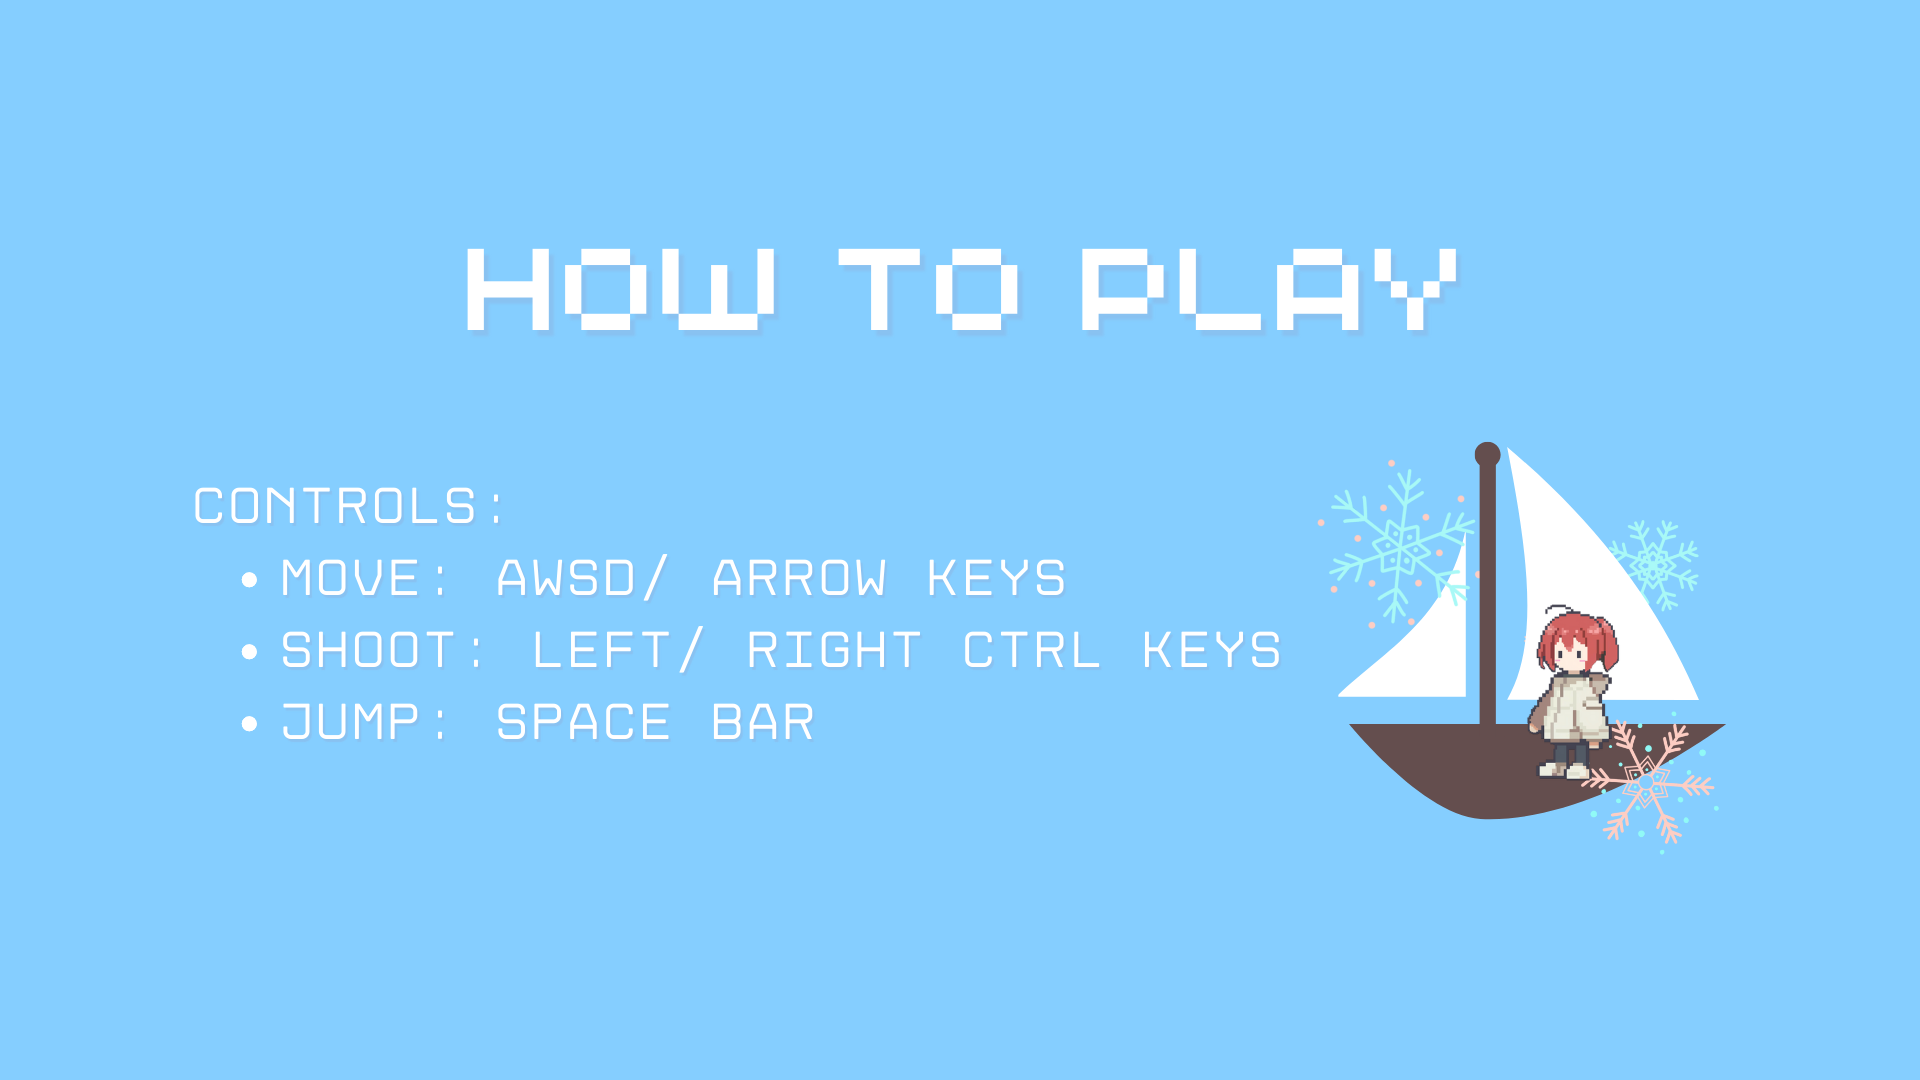 HOW TO PLAY
CONTROLS:
• MOVE: AWSD/ ARROW KEYS
• SHOOT: LEFT/ RIGHT CTRL KEYS
• JUMP: SPACE BAR